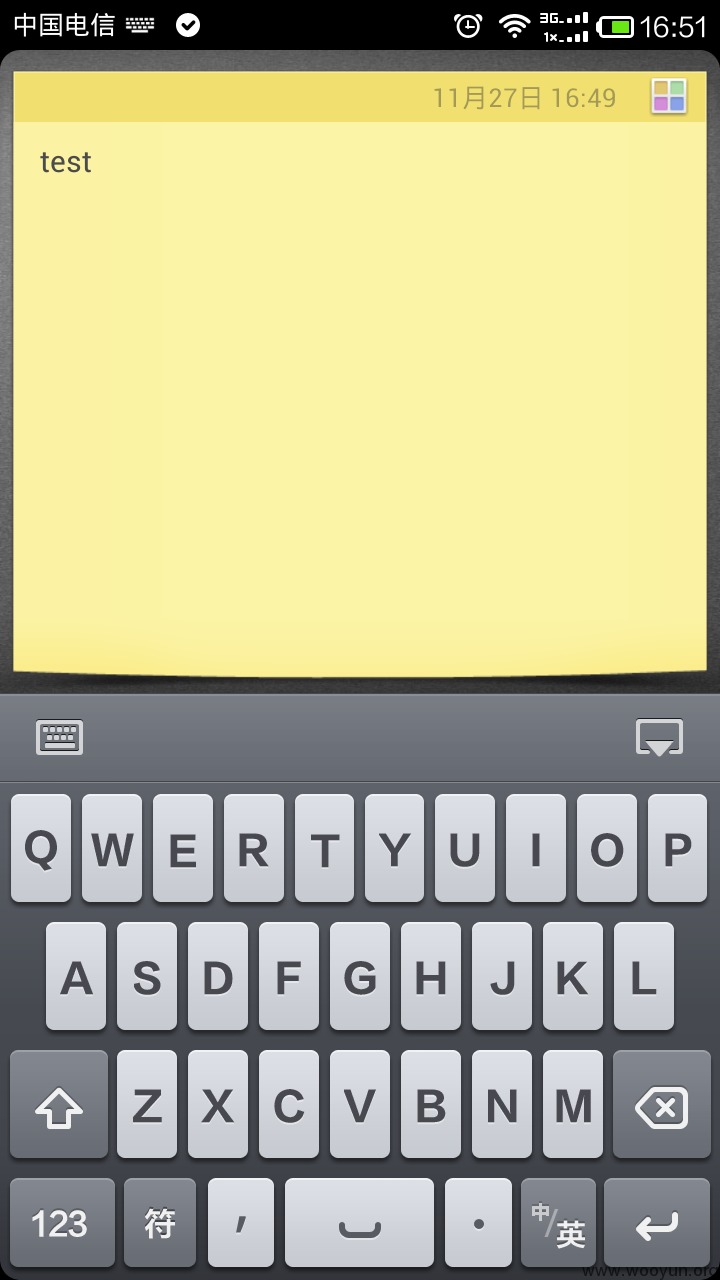 中国电信 3G 1× 16:51
11月27日 16:49
test
Q W E R T Y U I O P
A S D F G H J K L
Z X C V B N M
123 符 , . 中/英
www.wooyun.org